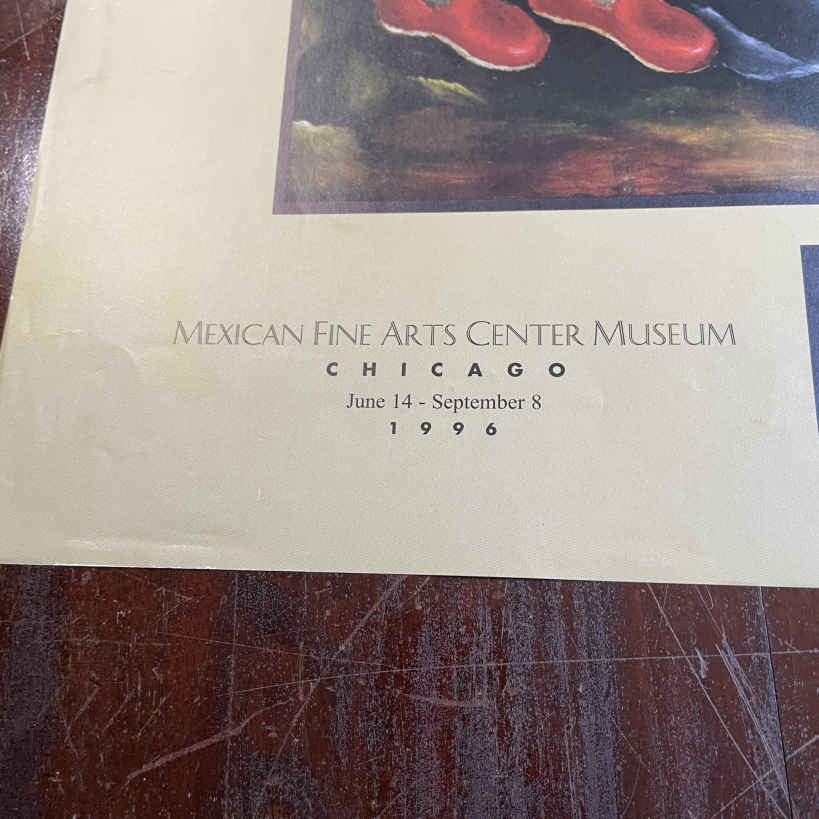 Mexican Fine Arts Center Museum
CHICAGO
June 14 - September 8
1996